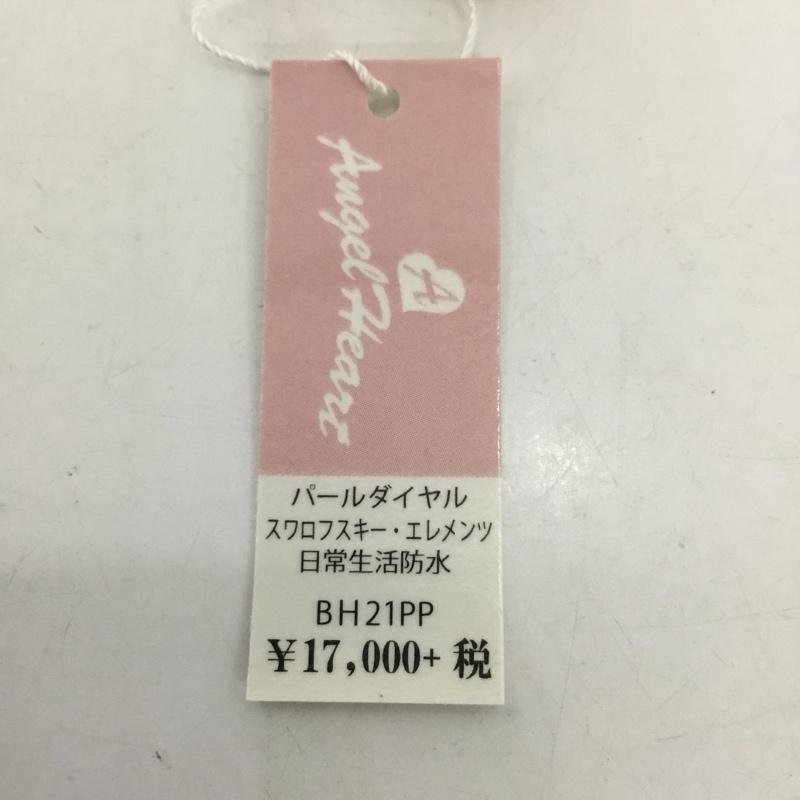 Angel Heart
A
パールダイヤル
スワロフスキー・エレメンツ
日常生活防水
BH21PP
¥17,000+ 税